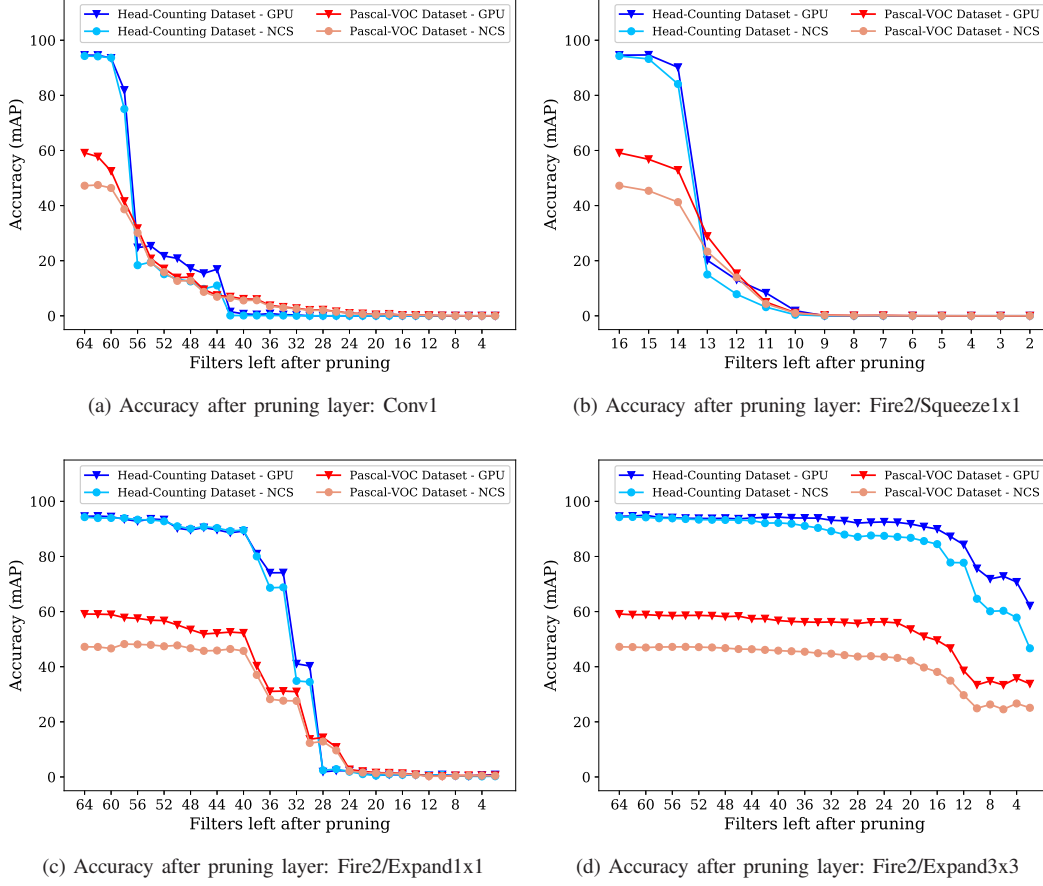 Head-Counting Dataset - GPU
Head-Counting Dataset - NCS
Pascal-VOC Dataset - GPU
Pascal-VOC Dataset - NCS
100
80
60
40
20
0
Accuracy (mAP)
64 60 56 52 48 44 40 36 32 28 24 20 16 12 8 4
Filters left after pruning
(a) Accuracy after pruning layer: Conv1
Head-Counting Dataset - GPU
Head-Counting Dataset - NCS
Pascal-VOC Dataset - GPU
Pascal-VOC Dataset - NCS
100
80
60
40
20
0
Accuracy (mAP)
16 15 14 13 12 11 10 9 8 7 6 5 4 3 2
Filters left after pruning
(b) Accuracy after pruning layer: Fire2/Squeeze1x1
Head-Counting Dataset - GPU
Head-Counting Dataset - NCS
Pascal-VOC Dataset - GPU
Pascal-VOC Dataset - NCS
100
80
60
40
20
0
Accuracy (mAP)
64 60 56 52 48 44 40 36 32 28 24 20 16 12 8 4
Filters left after pruning
(c) Accuracy after pruning layer: Fire2/Expand1x1
Head-Counting Dataset - GPU
Head-Counting Dataset - NCS
Pascal-VOC Dataset - GPU
Pascal-VOC Dataset - NCS
100
80
60
40
20
0
Accuracy (mAP)
64 60 56 52 48 44 40 36 32 28 24 20 16 12 8 4
Filters left after pruning
(d) Accuracy after pruning layer: Fire2/Expand3x3